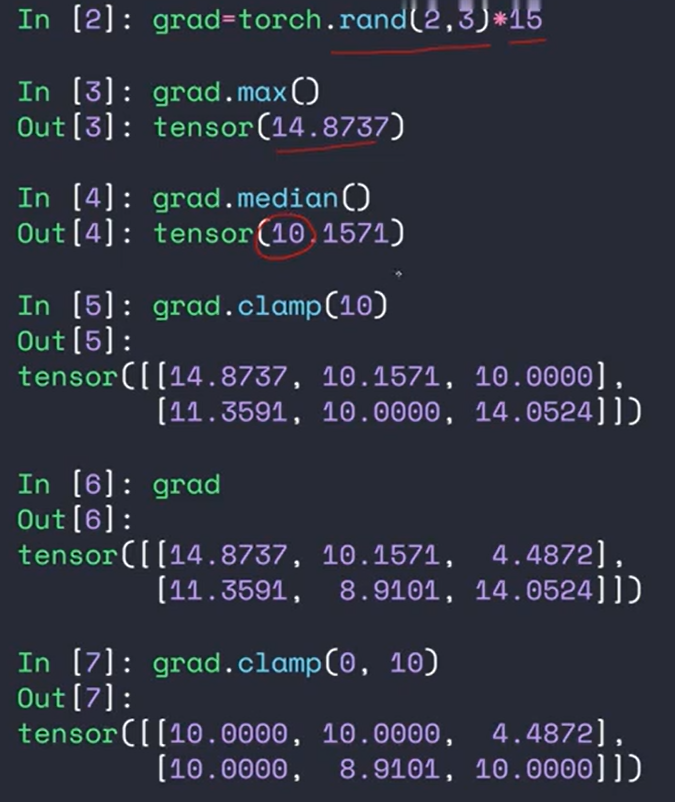 In [2]: grad=torch.rand(2,3)*15
In [3]: grad.max()
Out[3]: tensor(14.8737)
In [4]: grad.median()
Out[4]: tensor(10.1571)
In [5]: grad.clamp(10)
Out[5]:
tensor([[14.8737, 10.1571, 10.0000],
        [11.3591, 10.0000, 14.0524]])
In [6]: grad
Out[6]:
tensor([[14.8737, 10.1571,  4.4872],
        [11.3591,  8.9101, 14.0524]])
In [7]: grad.clamp(0, 10)
Out[7]:
tensor([[10.0000, 10.0000,  4.4872],
        [10.0000,  8.9101, 10.0000]])